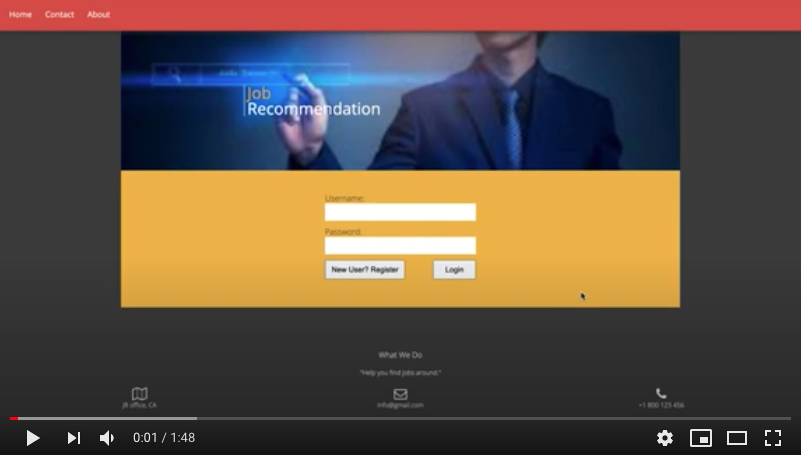 Home Contact About
Job
Recommendation
Username:
Password:
New User? Register Login
What We Do
"Help you find jobs around."
JR office, CA info@gmail.com +1 800 123 456
0:01 / 1:48